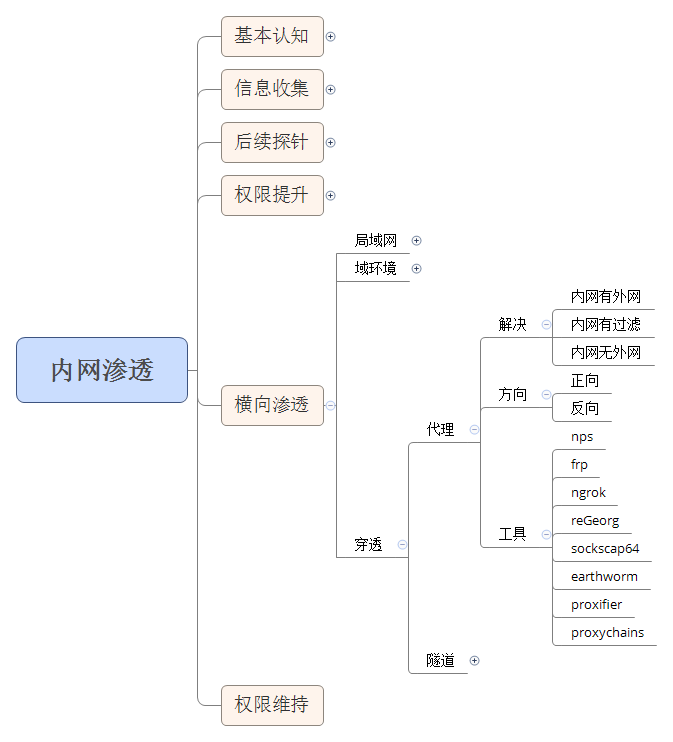 基本认知
信息收集
后续探针
权限提升
局域网
域环境
内网有外网
解决
内网有过滤
内网无外网
内网渗透
正向
方向
横向渗透
反向
代理
nps
frp
ngrok
reGeorg
工具
穿透
sockscap64
earthworm
proxifier
proxychains
隧道
权限维持